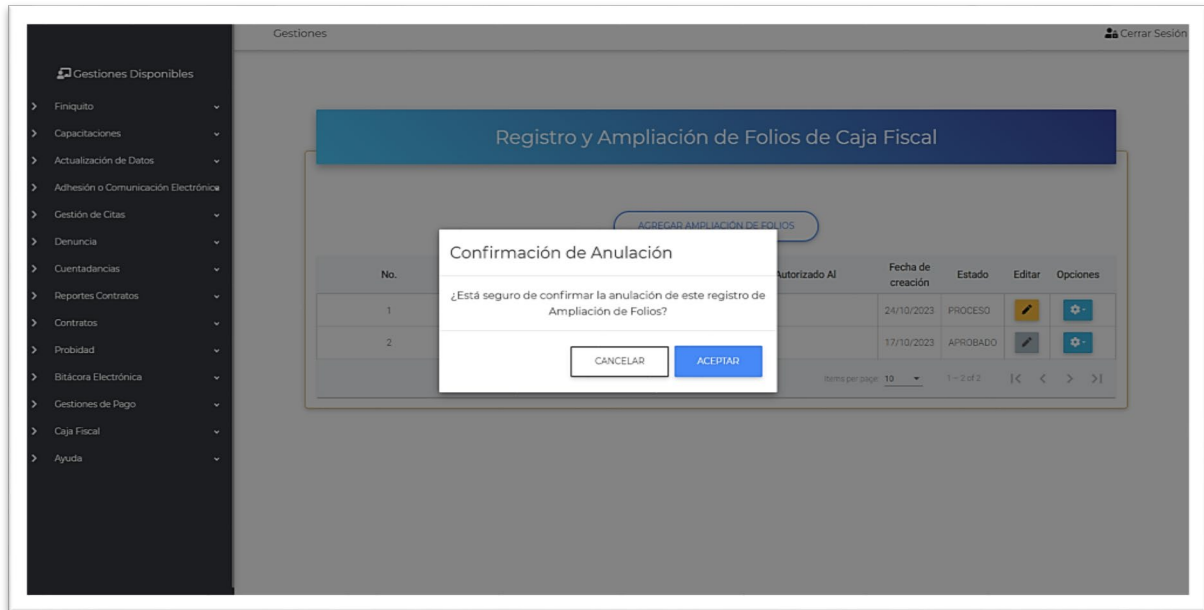 Gestiones
Cerrar Sesión
Gestiones Disponibles
Finiquito
Capacitaciones
Actualización de Datos
Adhesión o Comunicación Electrónica
Gestión de Citas
Denuncia
Cuentadancias
Reportes Contratos
Contratos
Probidad
Bitácora Electrónica
Gestiones de Pago
Caja Fiscal
Ayuda
Registro y Ampliación de Folios de Caja Fiscal
AGREGAR AMPLIACIÓN DE FOLIOS
No. Autorizado Al Fecha de creación Estado Editar Opciones
1 24/10/2023 PROCESO
2 17/10/2023 APROBADO
Items per page: 10 1 – 2 of 2
Confirmación de Anulación
¿Está seguro de confirmar la anulación de este registro de
Ampliación de Folios?
CANCELAR ACEPTAR